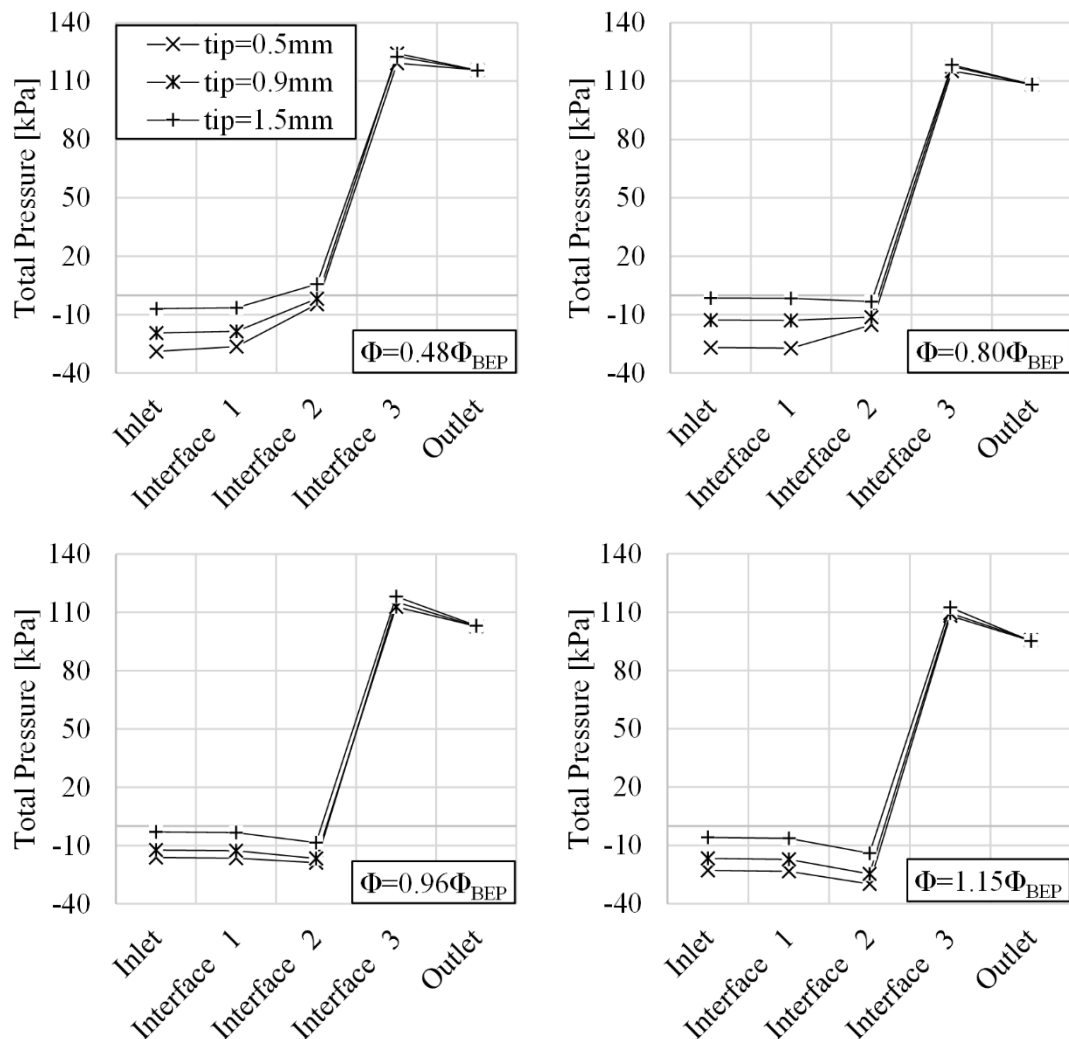 140
110
80
50
20
-10
-40
Total Pressure [kPa]
tip=0.5mm
tip=0.9mm
tip=1.5mm
Φ=0.48ΦBEP
Inlet
Interface 1
Interface 2
Interface 3
Outlet
140
110
80
50
20
-10
-40
Total Pressure [kPa]
Φ=0.80ΦBEP
Inlet
Interface 1
Interface 2
Interface 3
Outlet
140
110
80
50
20
-10
-40
Total Pressure [kPa]
Φ=0.96ΦBEP
Inlet
Interface 1
Interface 2
Interface 3
Outlet
140
110
80
50
20
-10
-40
Total Pressure [kPa]
Φ=1.15ΦBEP
Inlet
Interface 1
Interface 2
Interface 3
Outlet